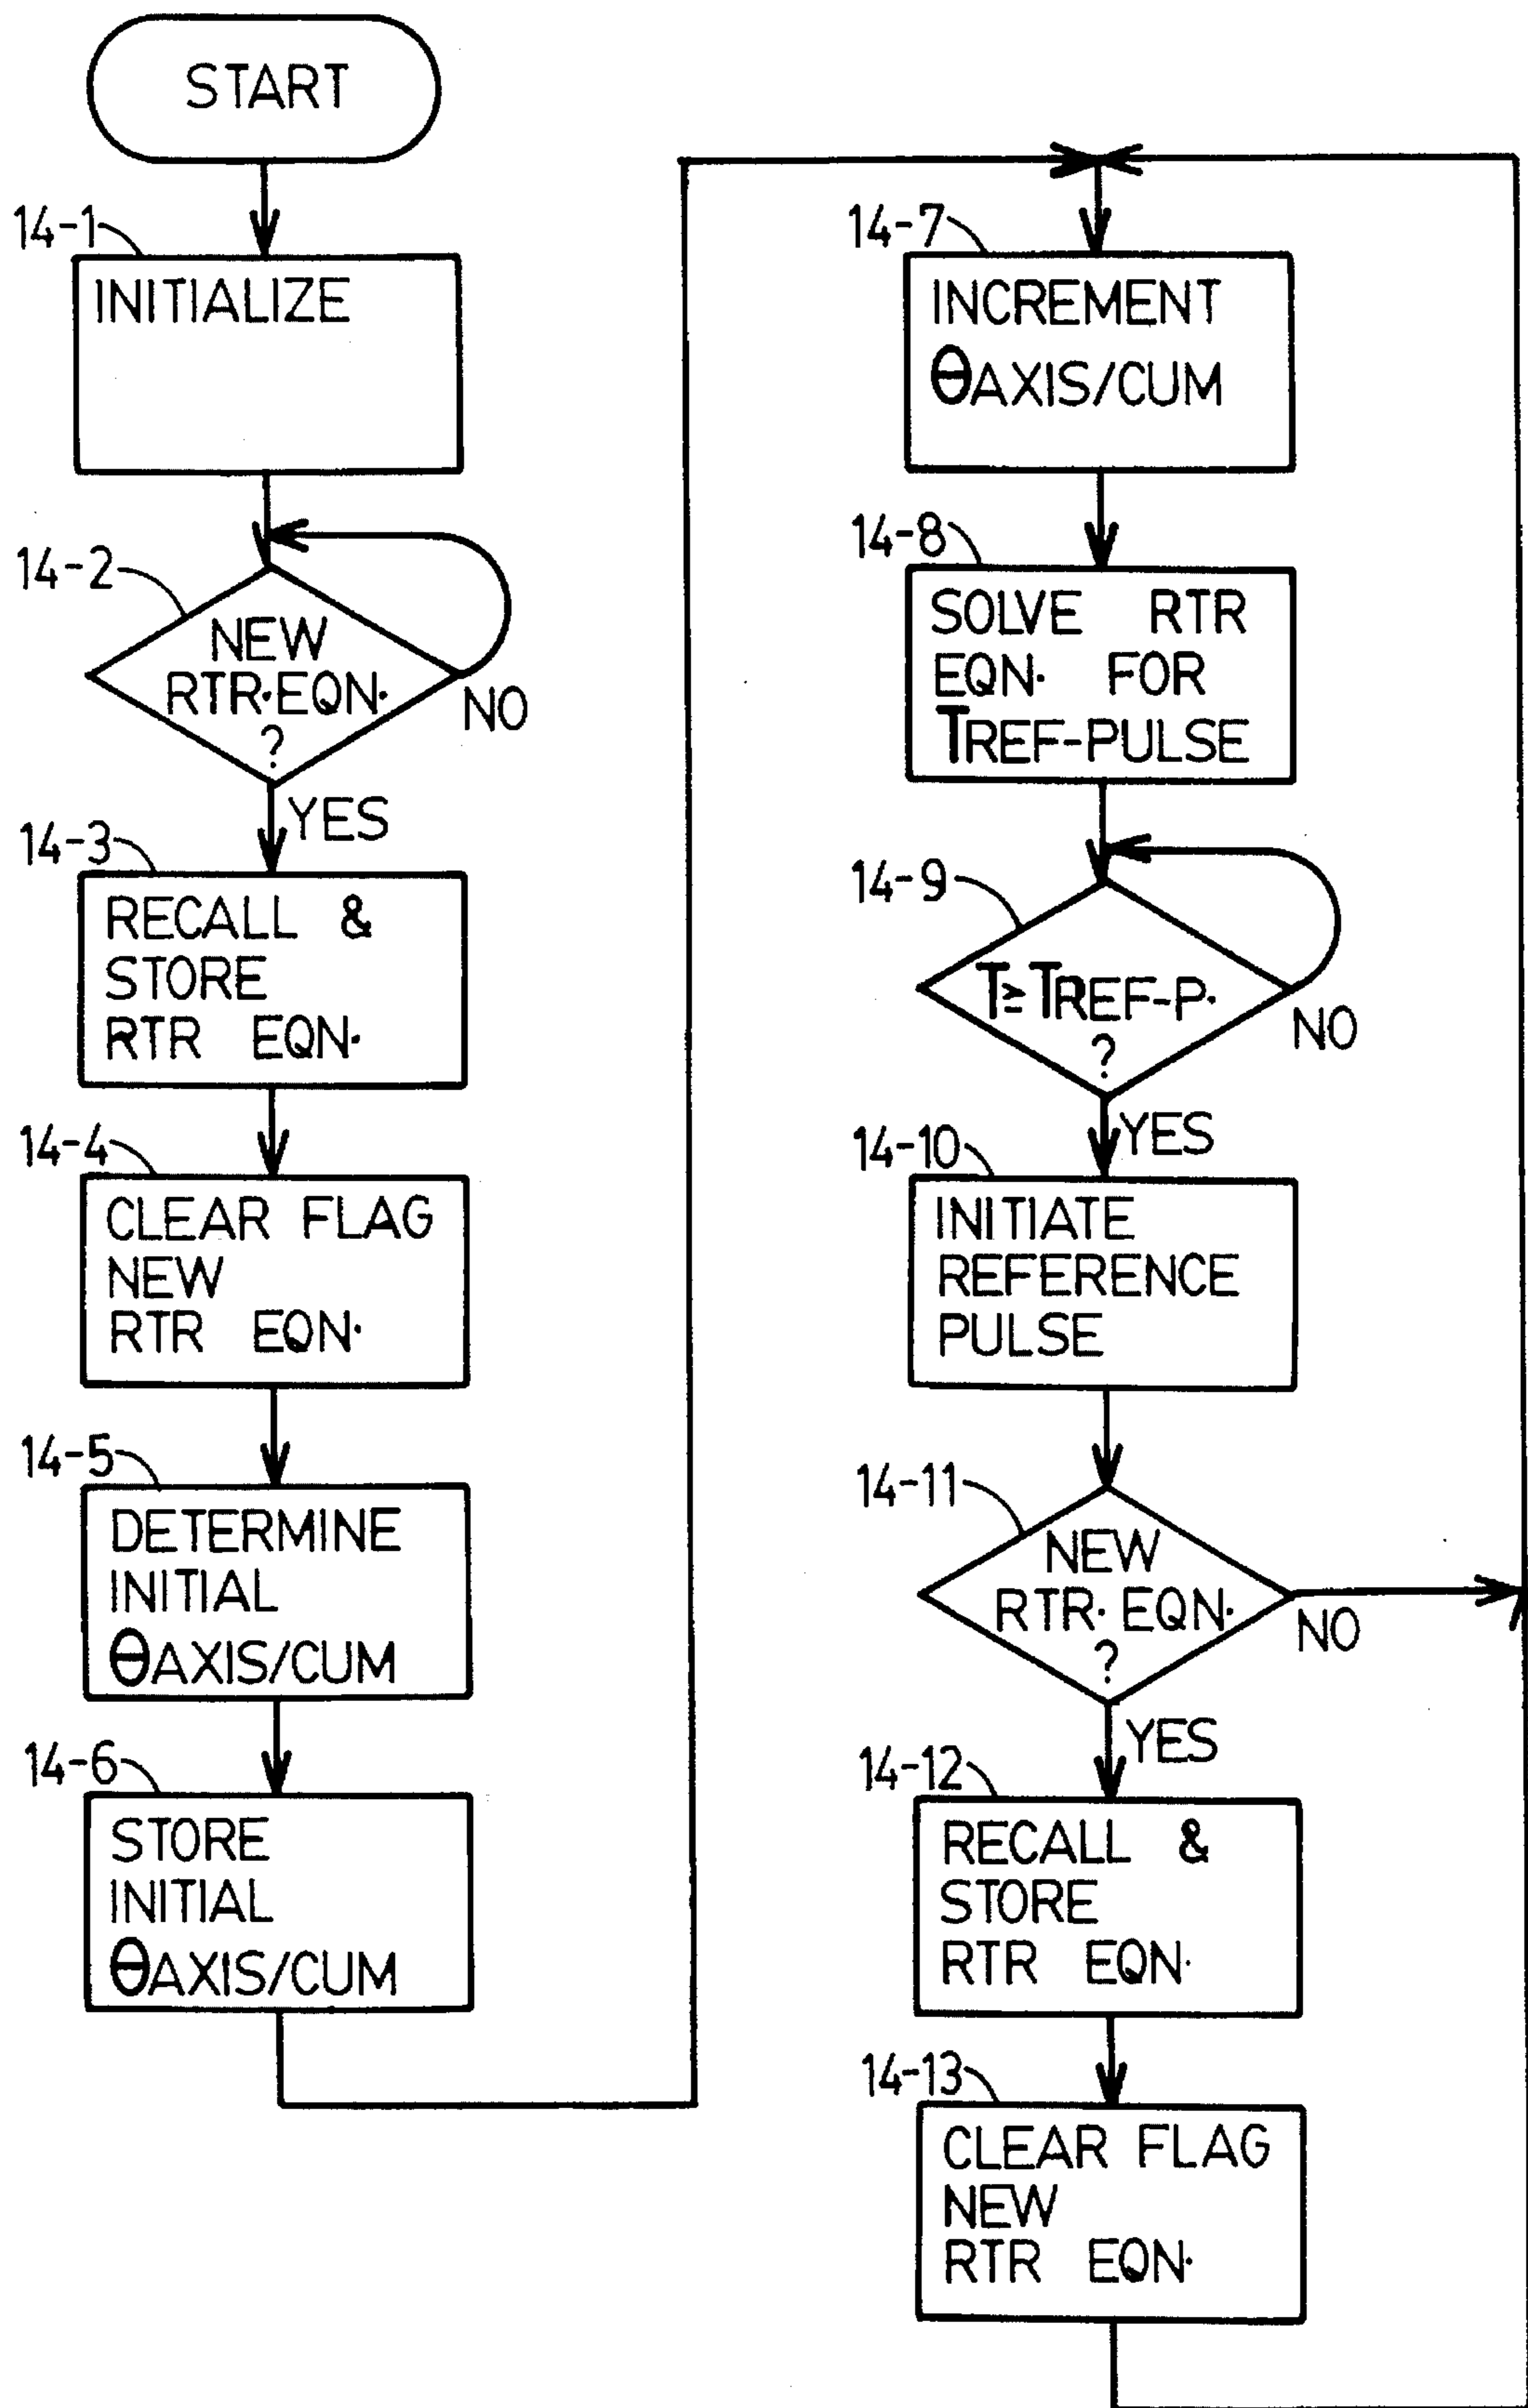 START
14-1
INITIALIZE
14-2
NEW
RTR.EQN.
?
NO
YES
14-3
RECALL &
STORE
RTR EQN.
14-4
CLEAR FLAG
NEW
RTR EQN.
14-5
DETERMINE
INITIAL
ΘAXIS/CUM
14-6
STORE
INITIAL
ΘAXIS/CUM
14-7
INCREMENT
ΘAXIS/CUM
14-8
SOLVE RTR
EQN. FOR
TREF-PULSE
14-9
T≥TREF-P.
?
NO
YES
14-10
INITIATE
REFERENCE
PULSE
14-11
NEW
RTR. EQN.
?
NO
YES
14-12
RECALL &
STORE
RTR EQN.
14-13
CLEAR FLAG
NEW
RTR EQN.